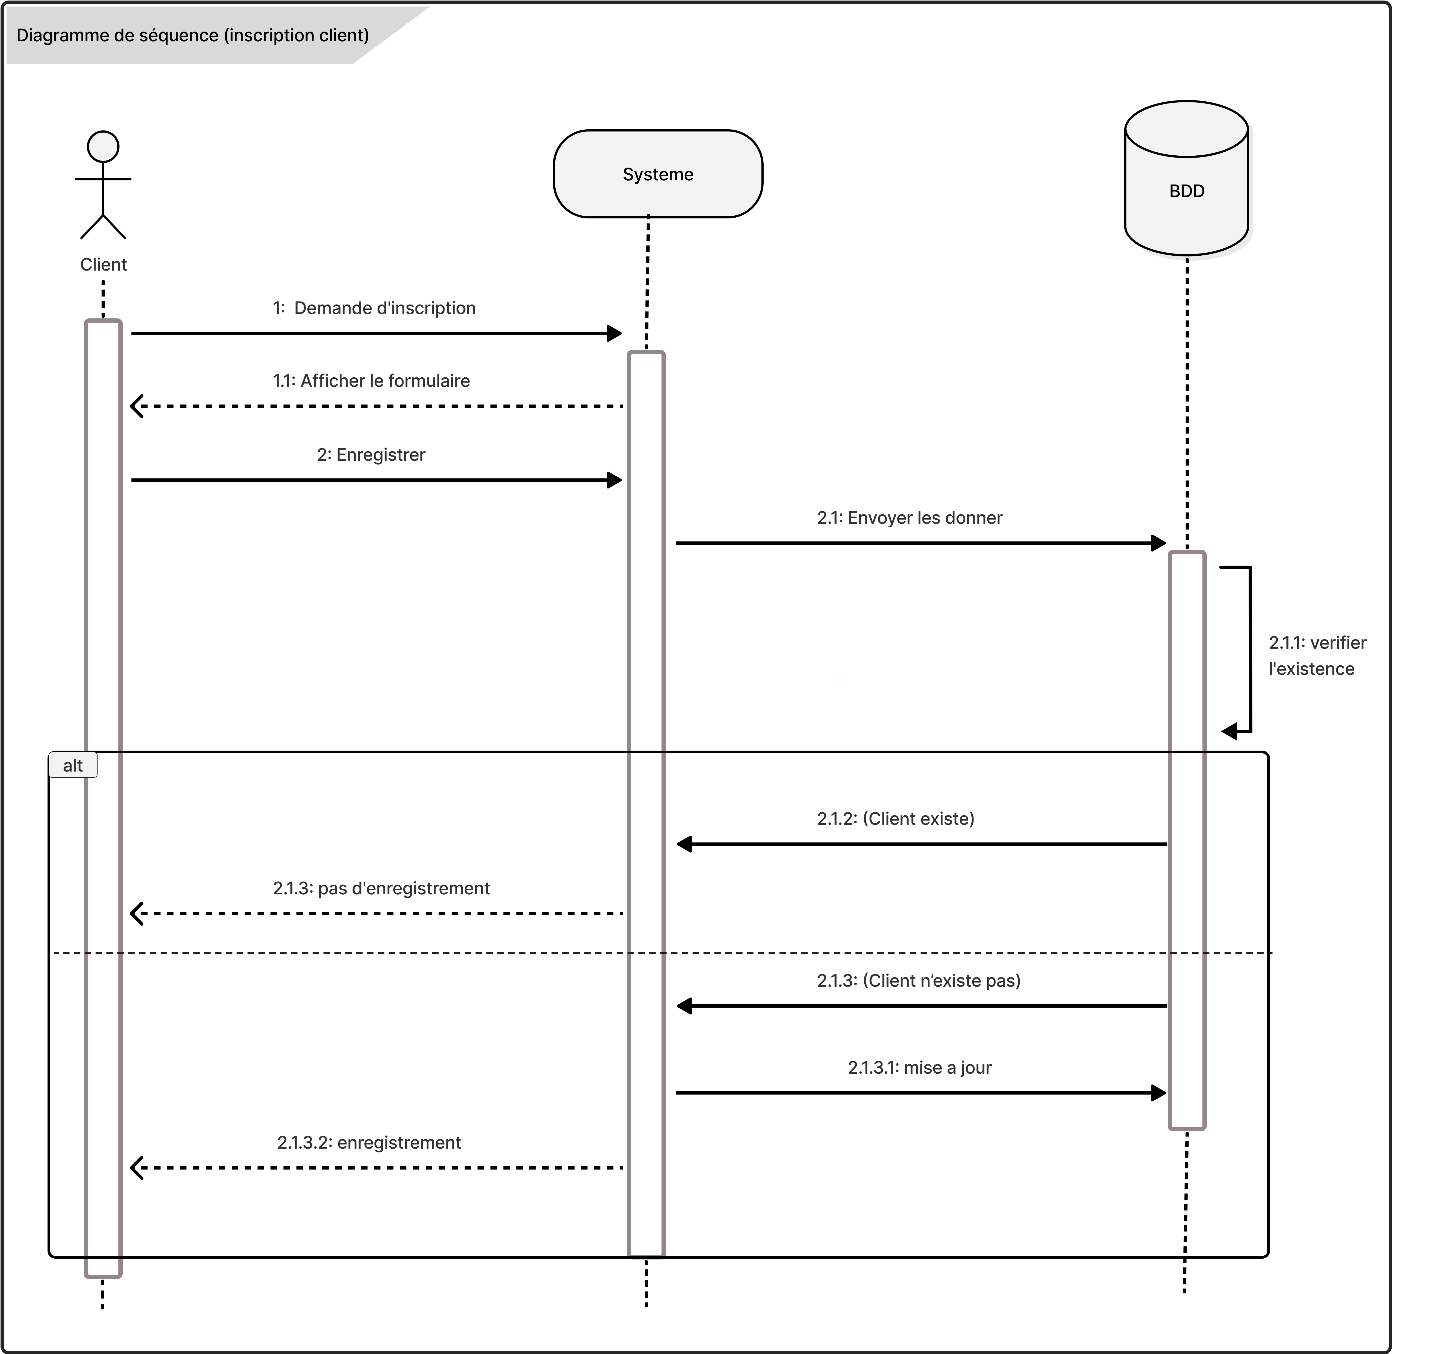 Diagramme de séquence (inscription client)
Systeme
BDD
Client
1:  Demande d'inscription
1.1: Afficher le formulaire
2: Enregistrer
2.1: Envoyer les donner
2.1.1: verifier
l'existence
alt
2.1.2: (Client existe)
2.1.3: pas d'enregistrement
2.1.3: (Client n’existe pas)
2.1.3.1: mise a jour
2.1.3.2: enregistrement